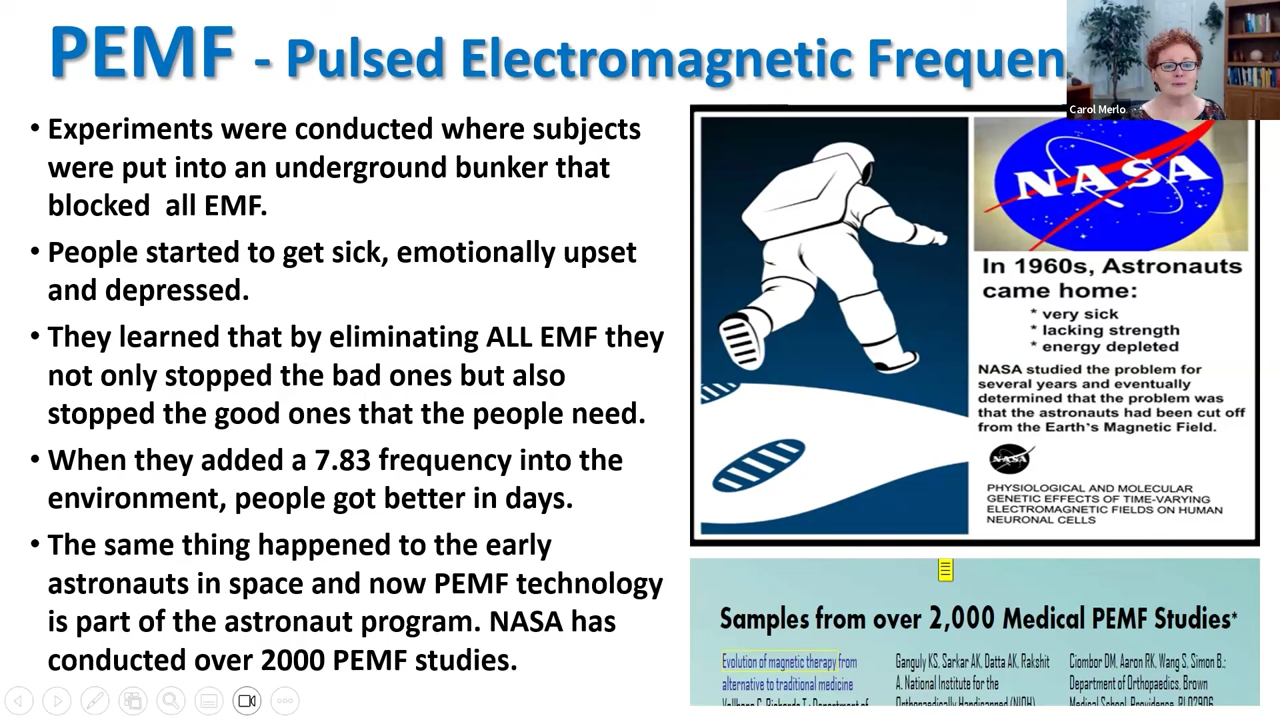 PEMF - Pulsed Electromagnetic Frequen
Carol Merlo
• Experiments were conducted where subjects
were put into an underground bunker that
blocked all EMF.
• People started to get sick, emotionally upset
and depressed.
• They learned that by eliminating ALL EMF they
not only stopped the bad ones but also
stopped the good ones that the people need.
• When they added a 7.83 frequency into the
environment, people got better in days.
• The same thing happened to the early
astronauts in space and now PEMF technology
is part of the astronaut program. NASA has
conducted over 2000 PEMF studies.
NASA
In 1960s, Astronauts
came home:
* very sick
* lacking strength
* energy depleted
NASA studied the problem for
several years and eventually
determined that the problem was
that the astronauts had been cut off
from the Earth's Magnetic Field.
NASA
PHYSIOLOGICAL AND MOLECULAR
GENETIC EFFECTS OF TIME-VARYING
ELECTROMAGNETIC FIELDS ON HUMAN
NEURONAL CELLS
Samples from over 2,000 Medical PEMF Studies*
Evolution of magnetic therapy from
alternative to traditional medicine
Ganguly KS, Sarkar AK, Datta AK, Rakshit
A. National Institute for the
Ciombor DM, Aaron RK, Wang S, Simon B.;
Department of Orthopaedics, Brown